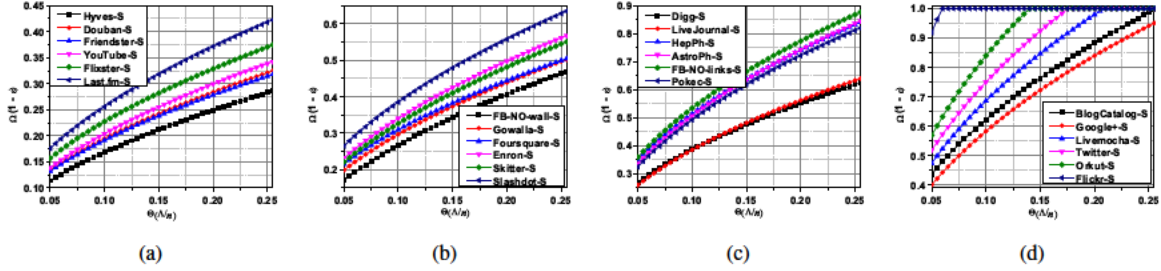 0.45
0.40
0.35
0.30
0.25
0.20
0.15
0.10
Ω (1 - ε)
Hyves-S
Douban-S
Friendster-S
YouTube-S
Flixster-S
Last.fm-S
0.05 0.10 0.15 0.20 0.25
Θ(Λ/n)
(a)
0.6
0.5
0.4
0.3
0.2
Ω (1 - ε)
FB-NO-wall-S
Gowalla-S
Foursquare-S
Enron-S
Skitter-S
Slashdot-S
0.05 0.10 0.15 0.20 0.25
Θ(Λ/n)
(b)
0.9
0.8
0.7
0.6
0.5
0.4
0.3
Ω (1 - ε)
Digg-S
LiveJournal-S
HepPh-S
AstroPh-S
FB-NO-links-S
Pokec-S
0.05 0.10 0.15 0.20 0.25
Θ(Λ/n)
(c)
1.0
0.9
0.8
0.7
0.6
0.5
0.4
Ω (1 - ε)
BlogCatalog-S
Google+-S
Livemocha-S
Twitter-S
Orkut-S
Flickr-S
0.05 0.10 0.15 0.20 0.25
Θ(Λ/n)
(d)